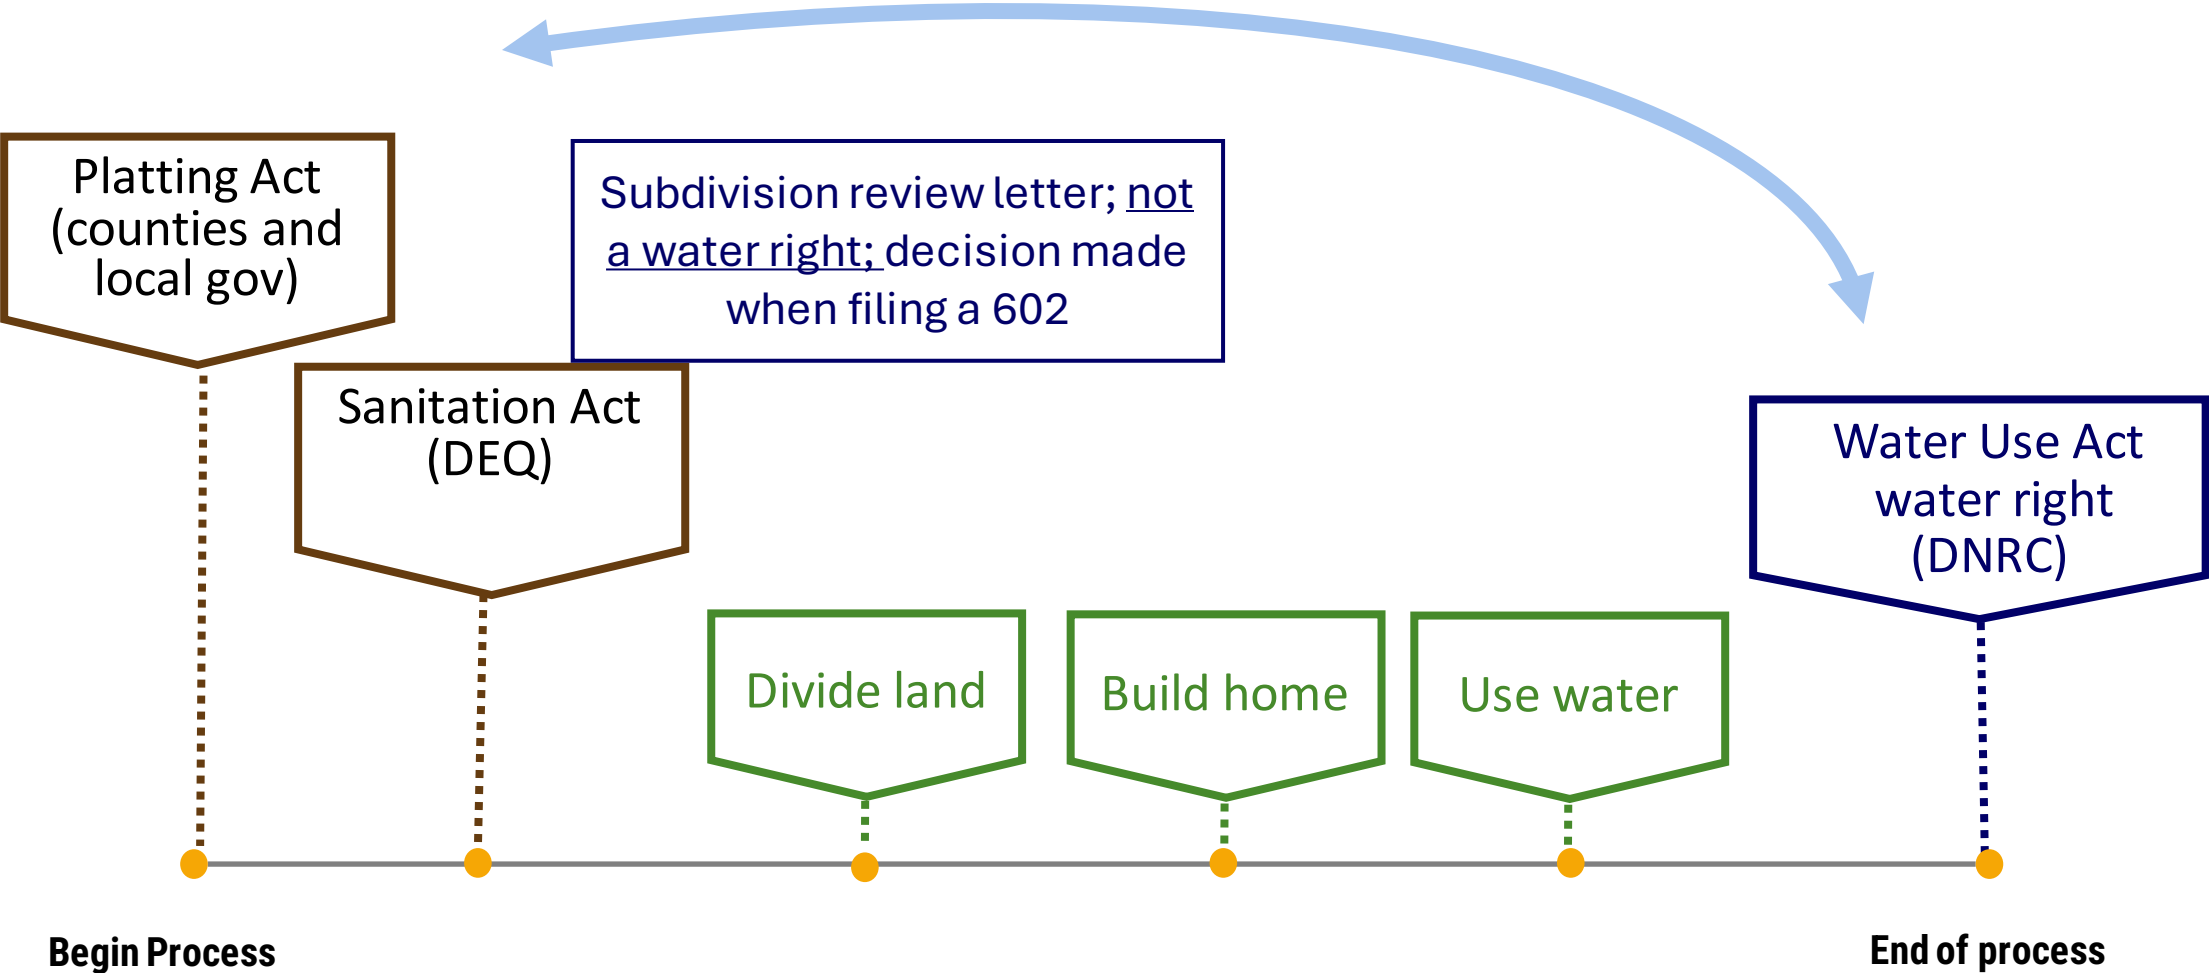 Platting Act
(counties and
local gov)
Subdivision review letter; not
a water right; decision made
when filing a 602
Sanitation Act
(DEQ)
Water Use Act
water right
(DNRC)
Divide land
Build home
Use water
Begin Process
End of process